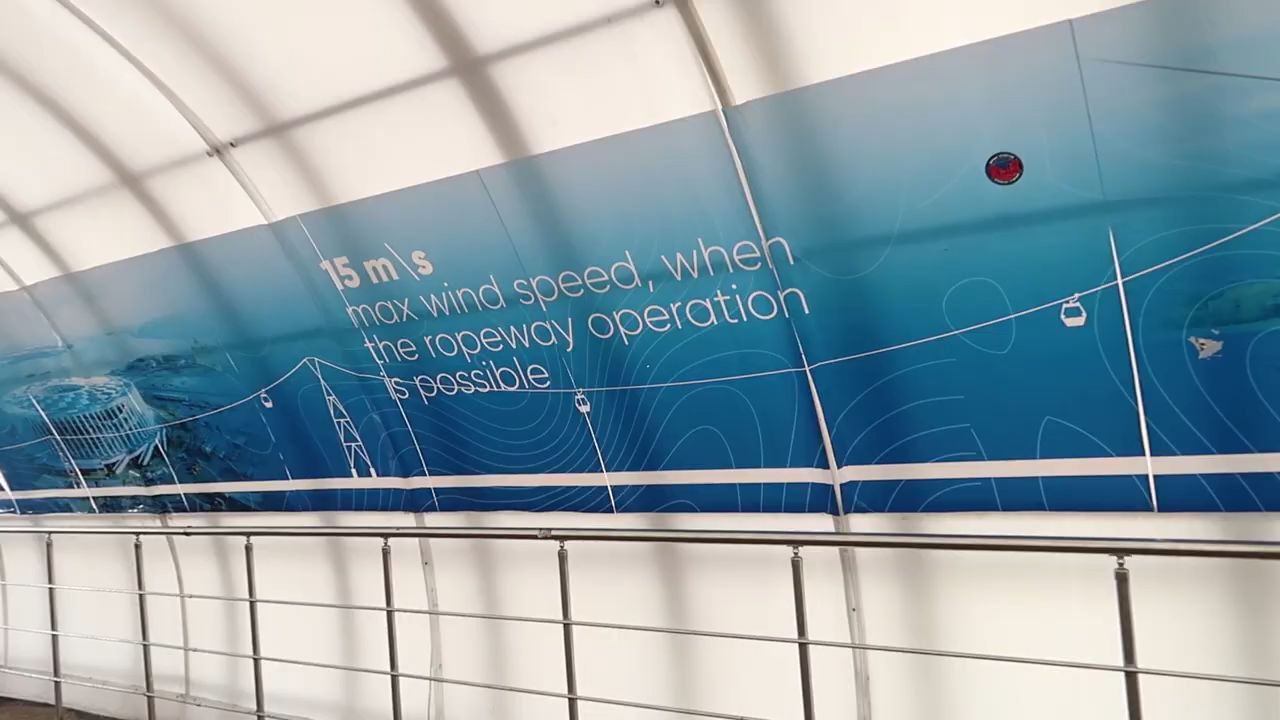 15 m\s
max wind speed, when
the ropeway operation
is possible